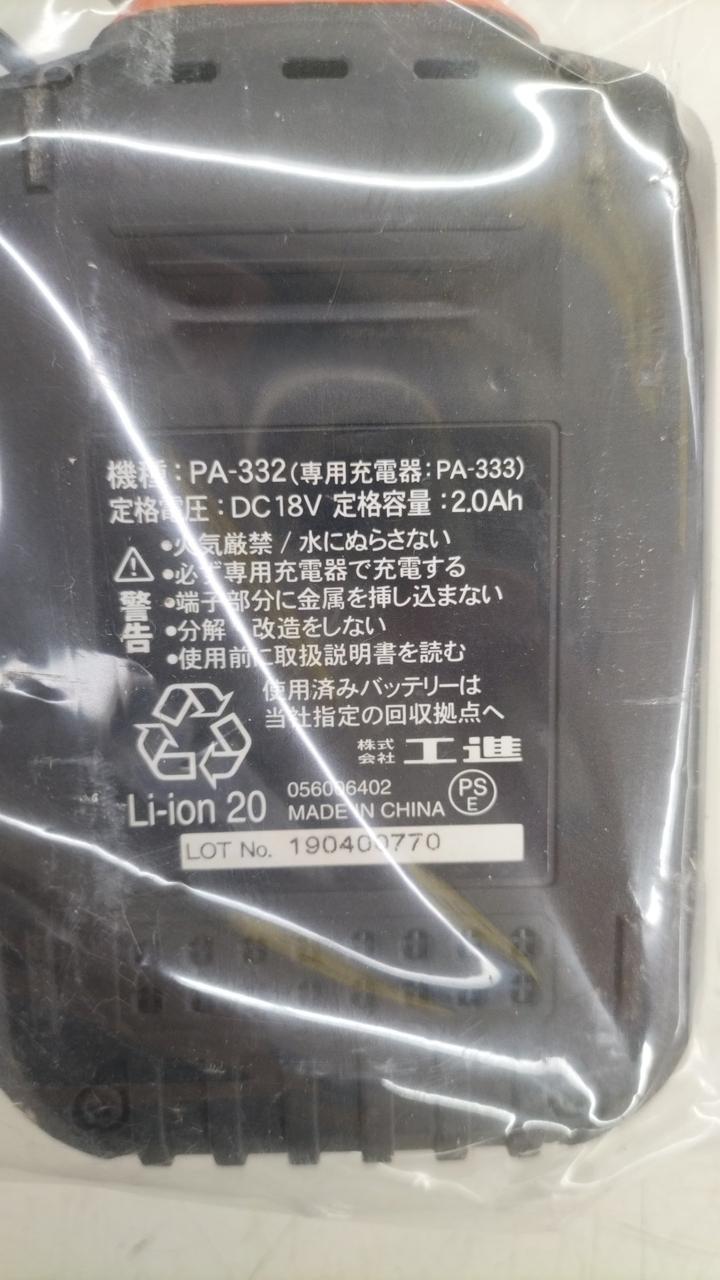 機種：PA-332（専用充電器：PA-333）
定格電圧：DC18V 定格容量：2.0Ah
警告
•火気厳禁 / 水にぬらさない
•必ず専用充電器で充電する
•端子部分に金属を挿し込まない
•分解・改造をしない
•使用前に取扱説明書を読む
使用済みバッテリーは
当社指定の回収拠点へ
株式会社 工進
Li-ion 20
056006402
MADE IN CHINA
PS
E
LOT No. 190400770